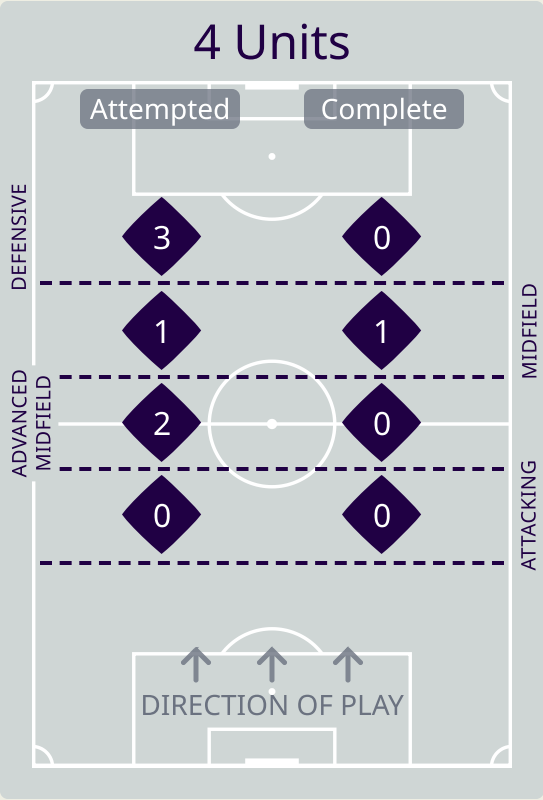 4 Units
Attempted Complete
DEFENSIVE
3 0
MIDFIELD
1 1
ADVANCED
MIDFIELD
2 0
ATTACKING
0 0
DIRECTION OF PLAY